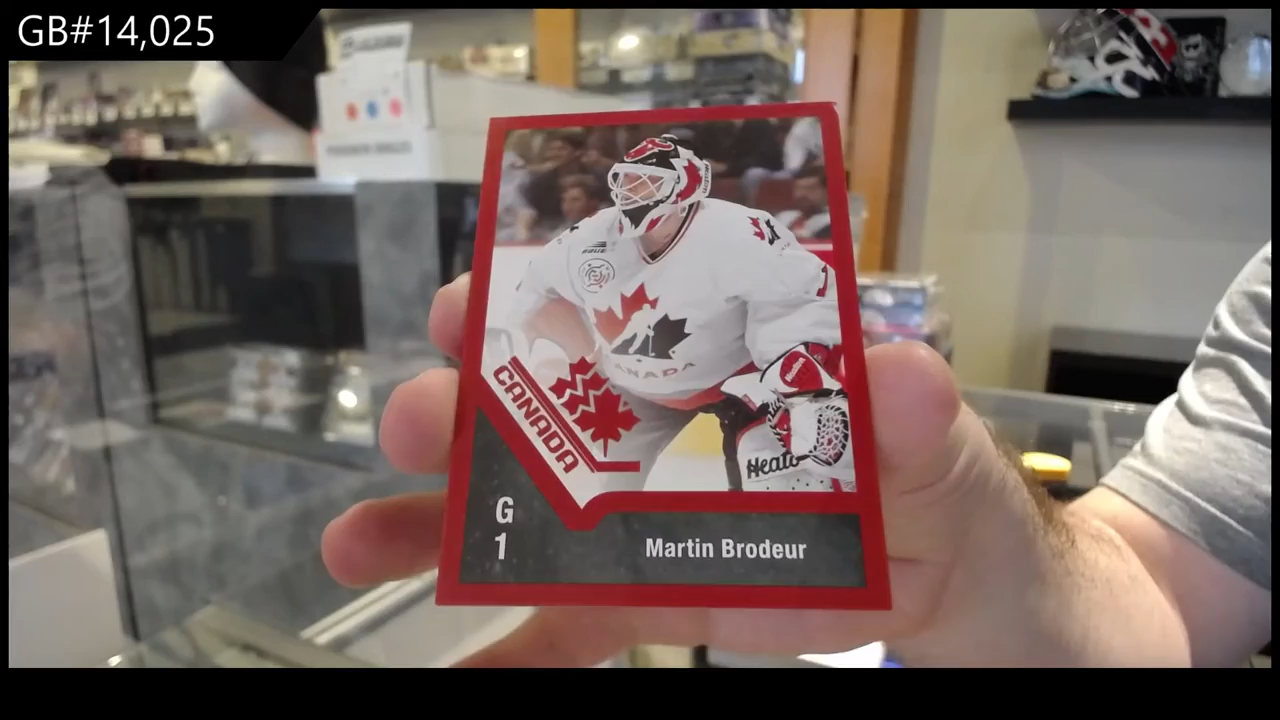 GB#14,025
CANADA
CANADA
Heato
G
1
Martin Brodeur